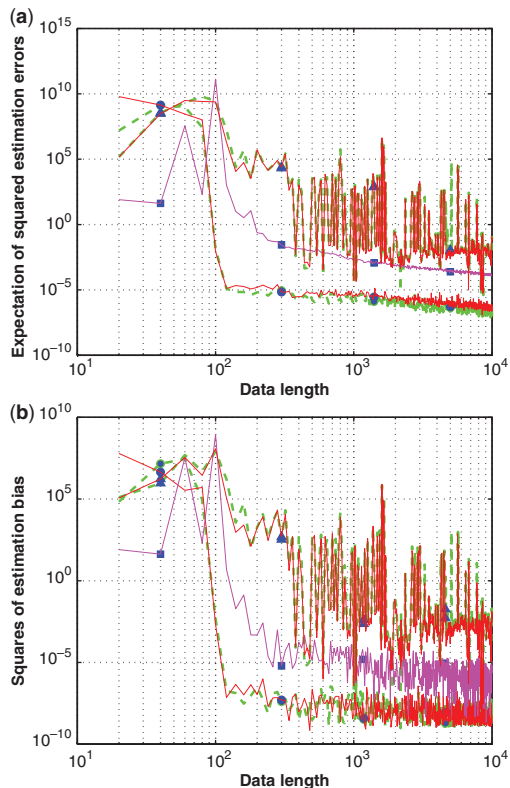 (a)
10^15
10^10
10^5
10^0
10^−5
10^−10
Expectation of squared estimation errors
10^1 10^2 10^3 10^4
Data length
(b)
10^10
10^5
10^0
10^−5
10^−10
Squares of estimation bias
10^1 10^2 10^3 10^4
Data length